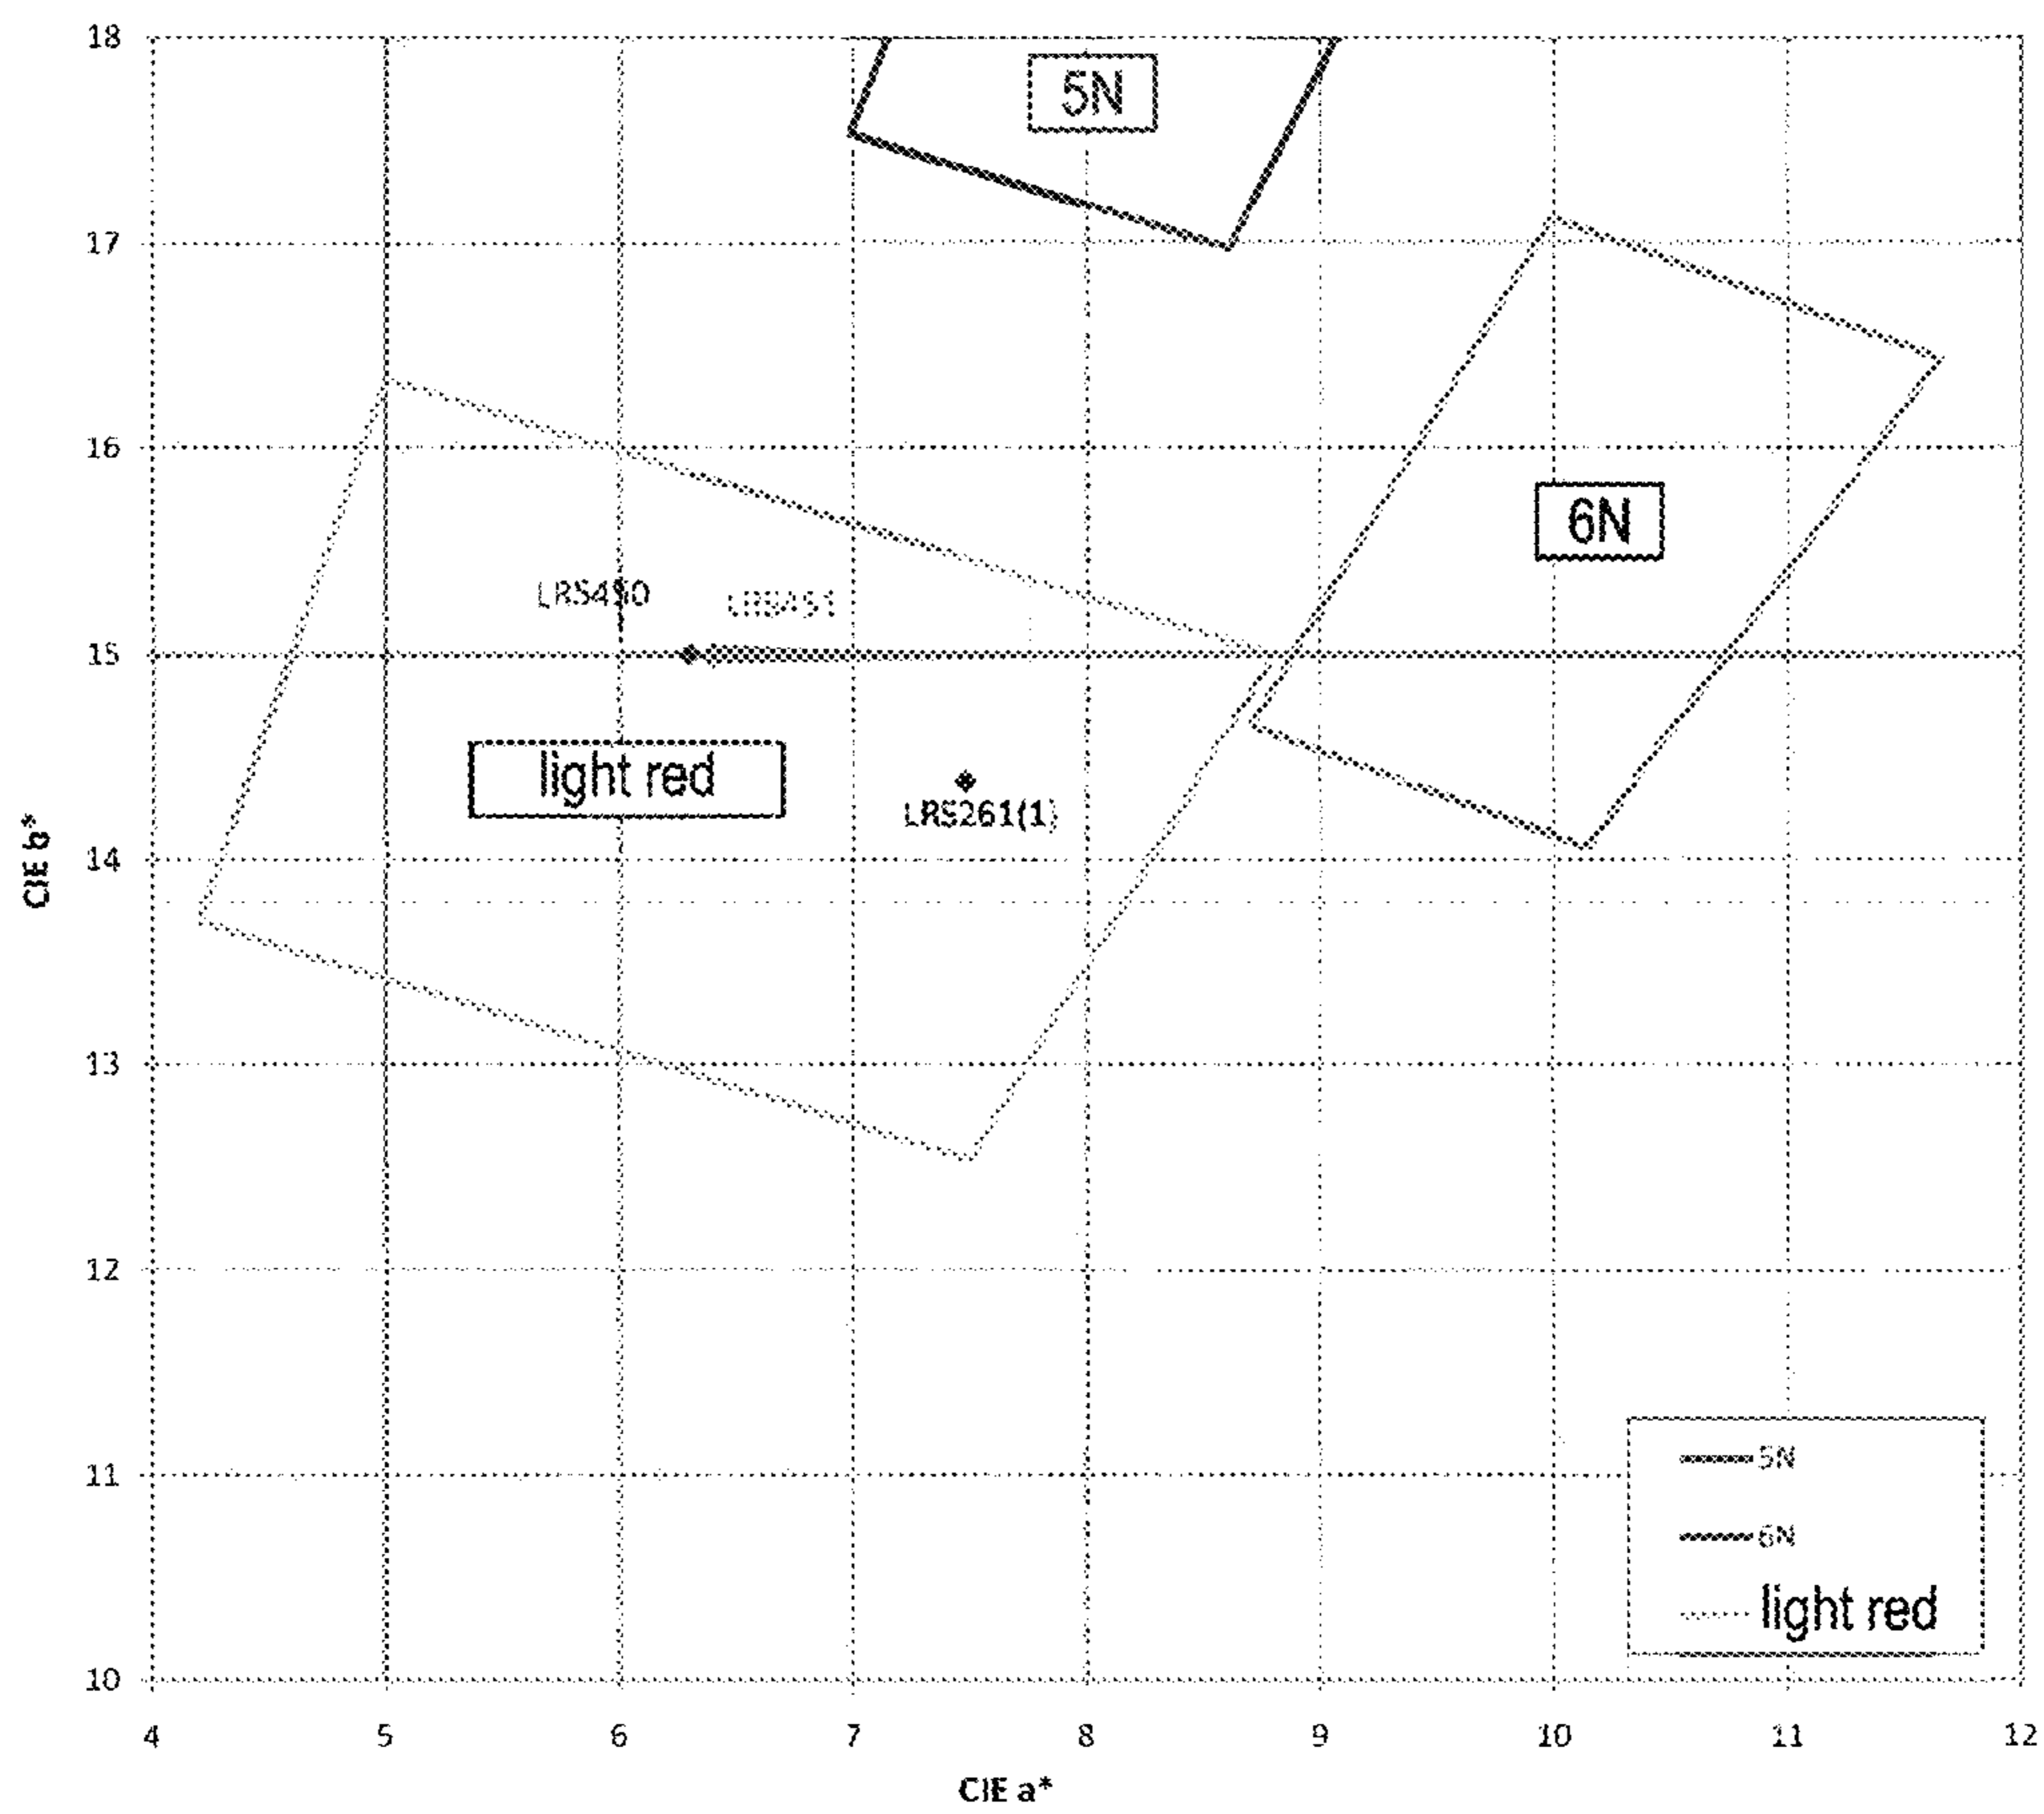 18
5N
17
16
6N
LRS450
LRS451
15
light red
LRS261(1)
14
CIE b*
13
12
11
5N
6N
light red
10
4 5 6 7 8 9 10 11 12
CIE a*